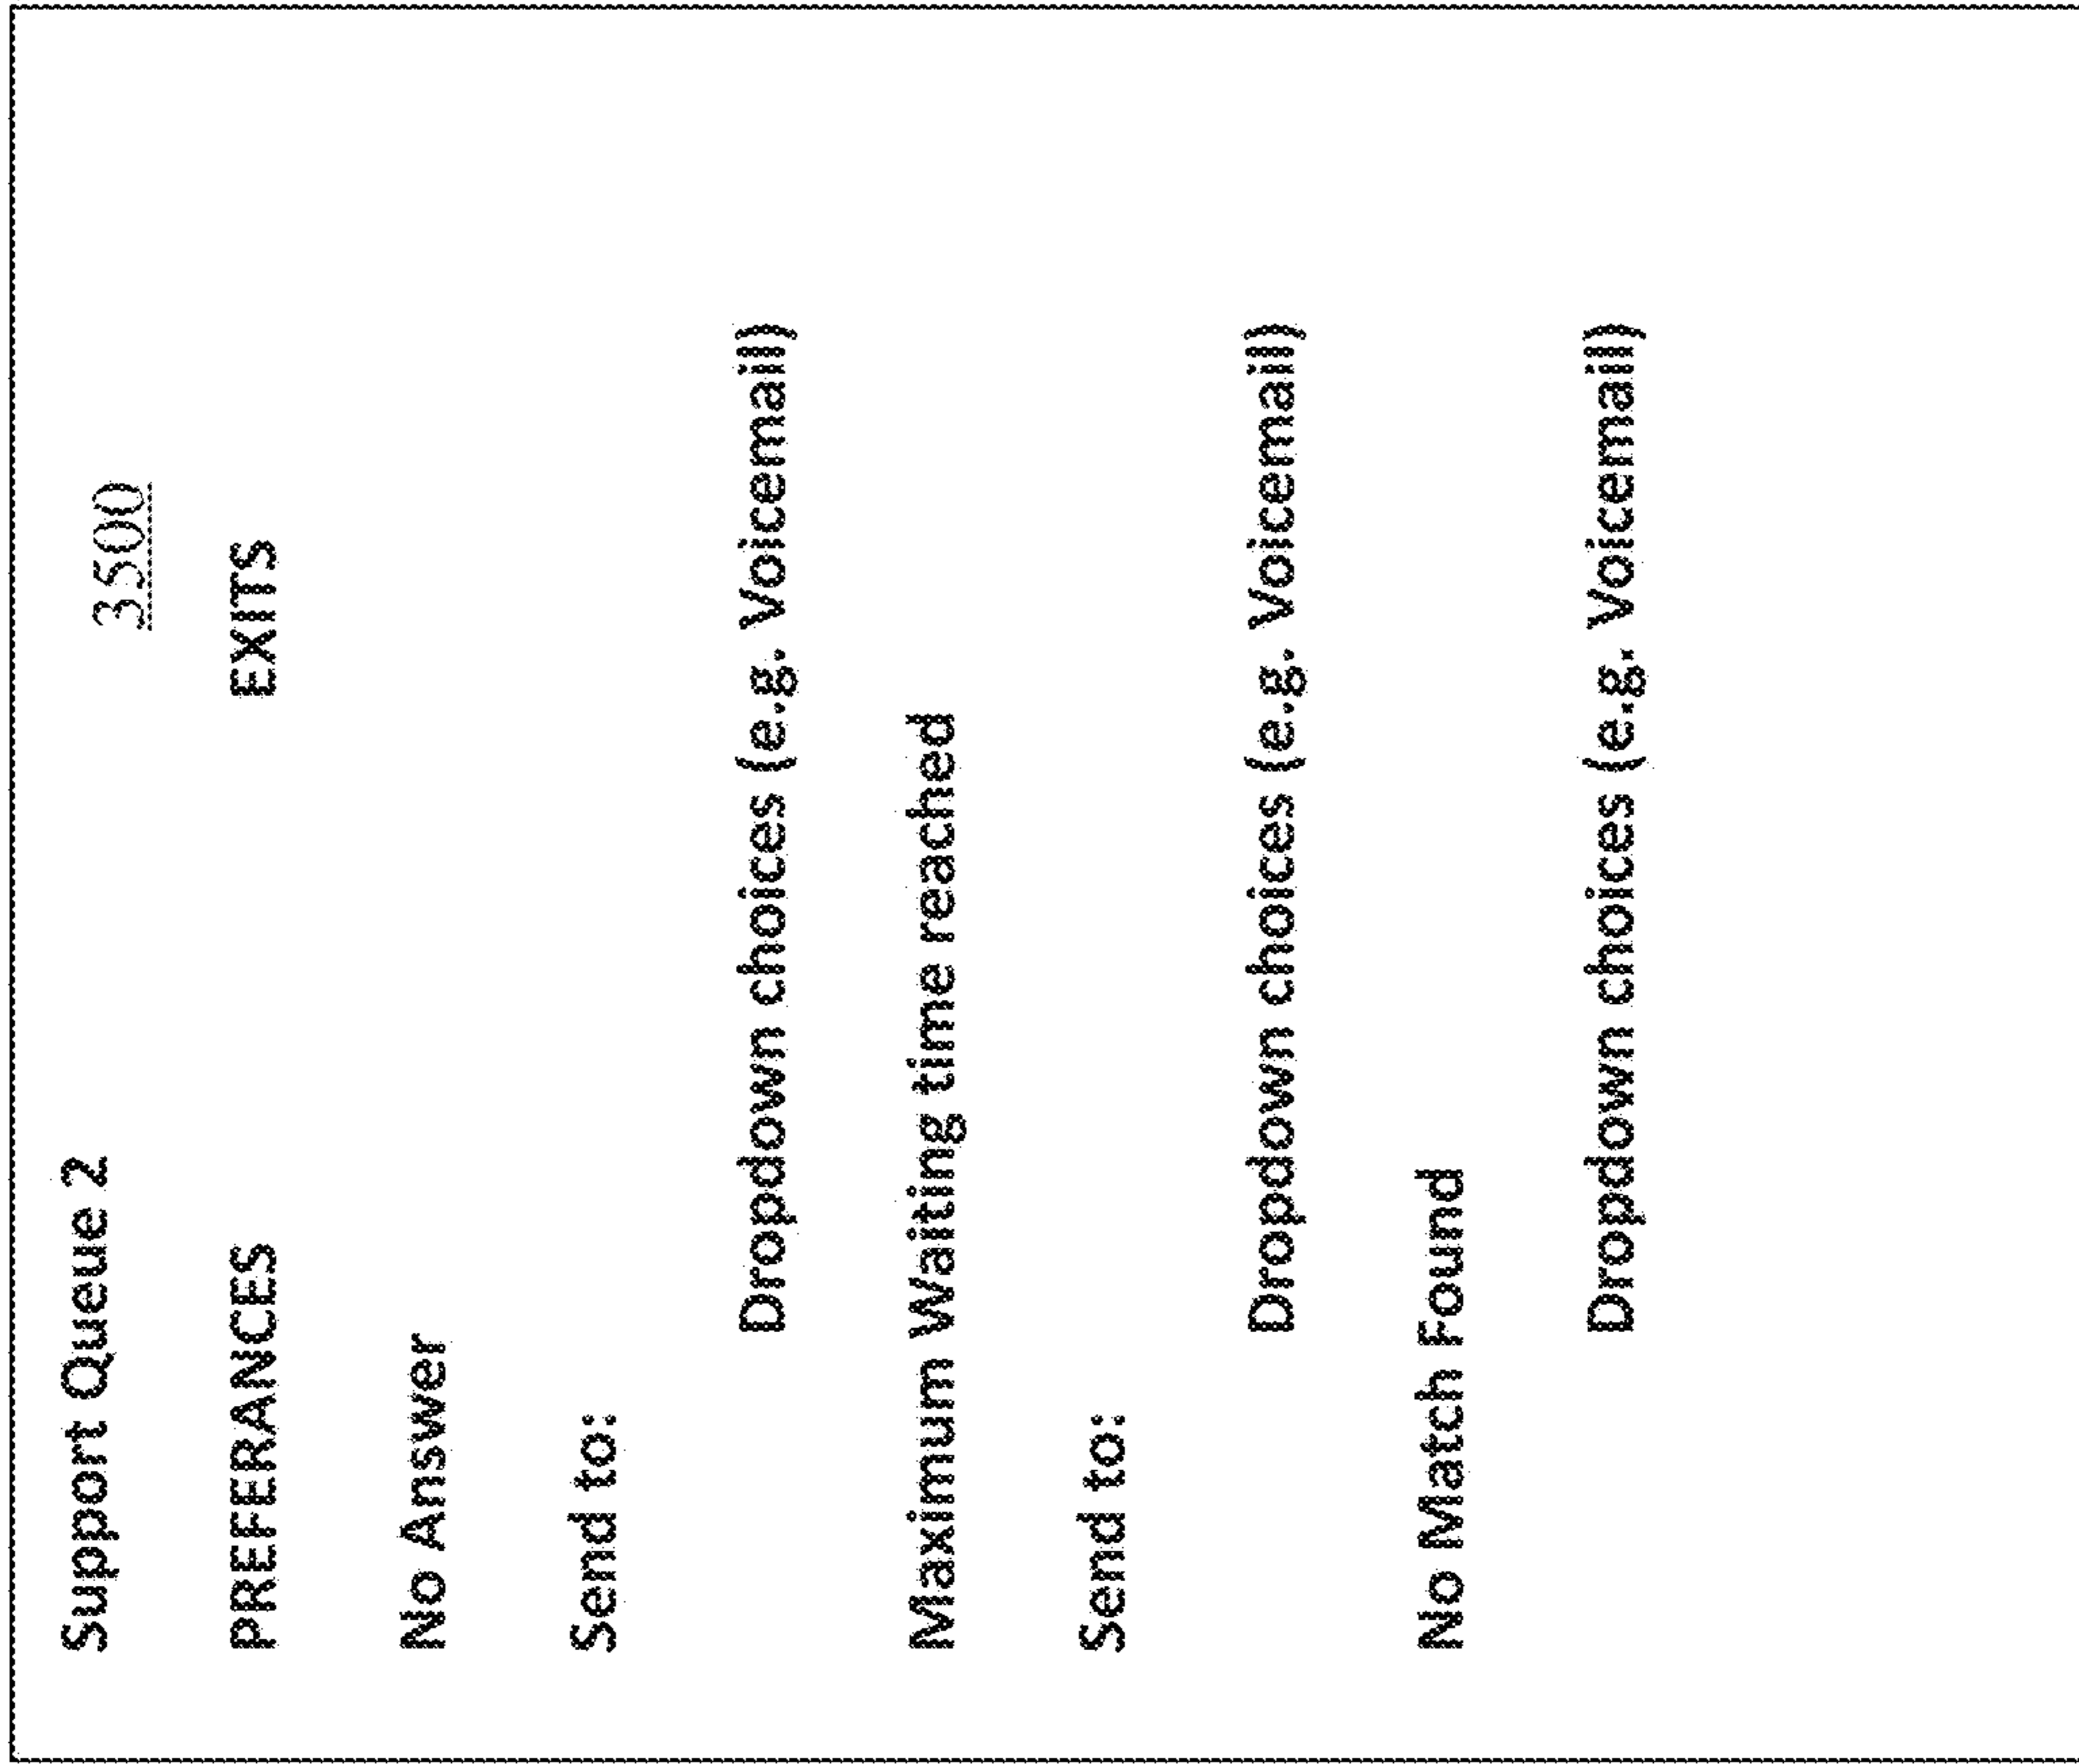 Support Queue 2
3500
PREFERANCES EXITS
No Answer
Send to:
Dropdown choices (e.g. Voicemail)
Maximum Waiting time reached
Send to:
Dropdown choices (e.g. Voicemail)
No Match Found
Dropdown choices (e.g. Voicemail)